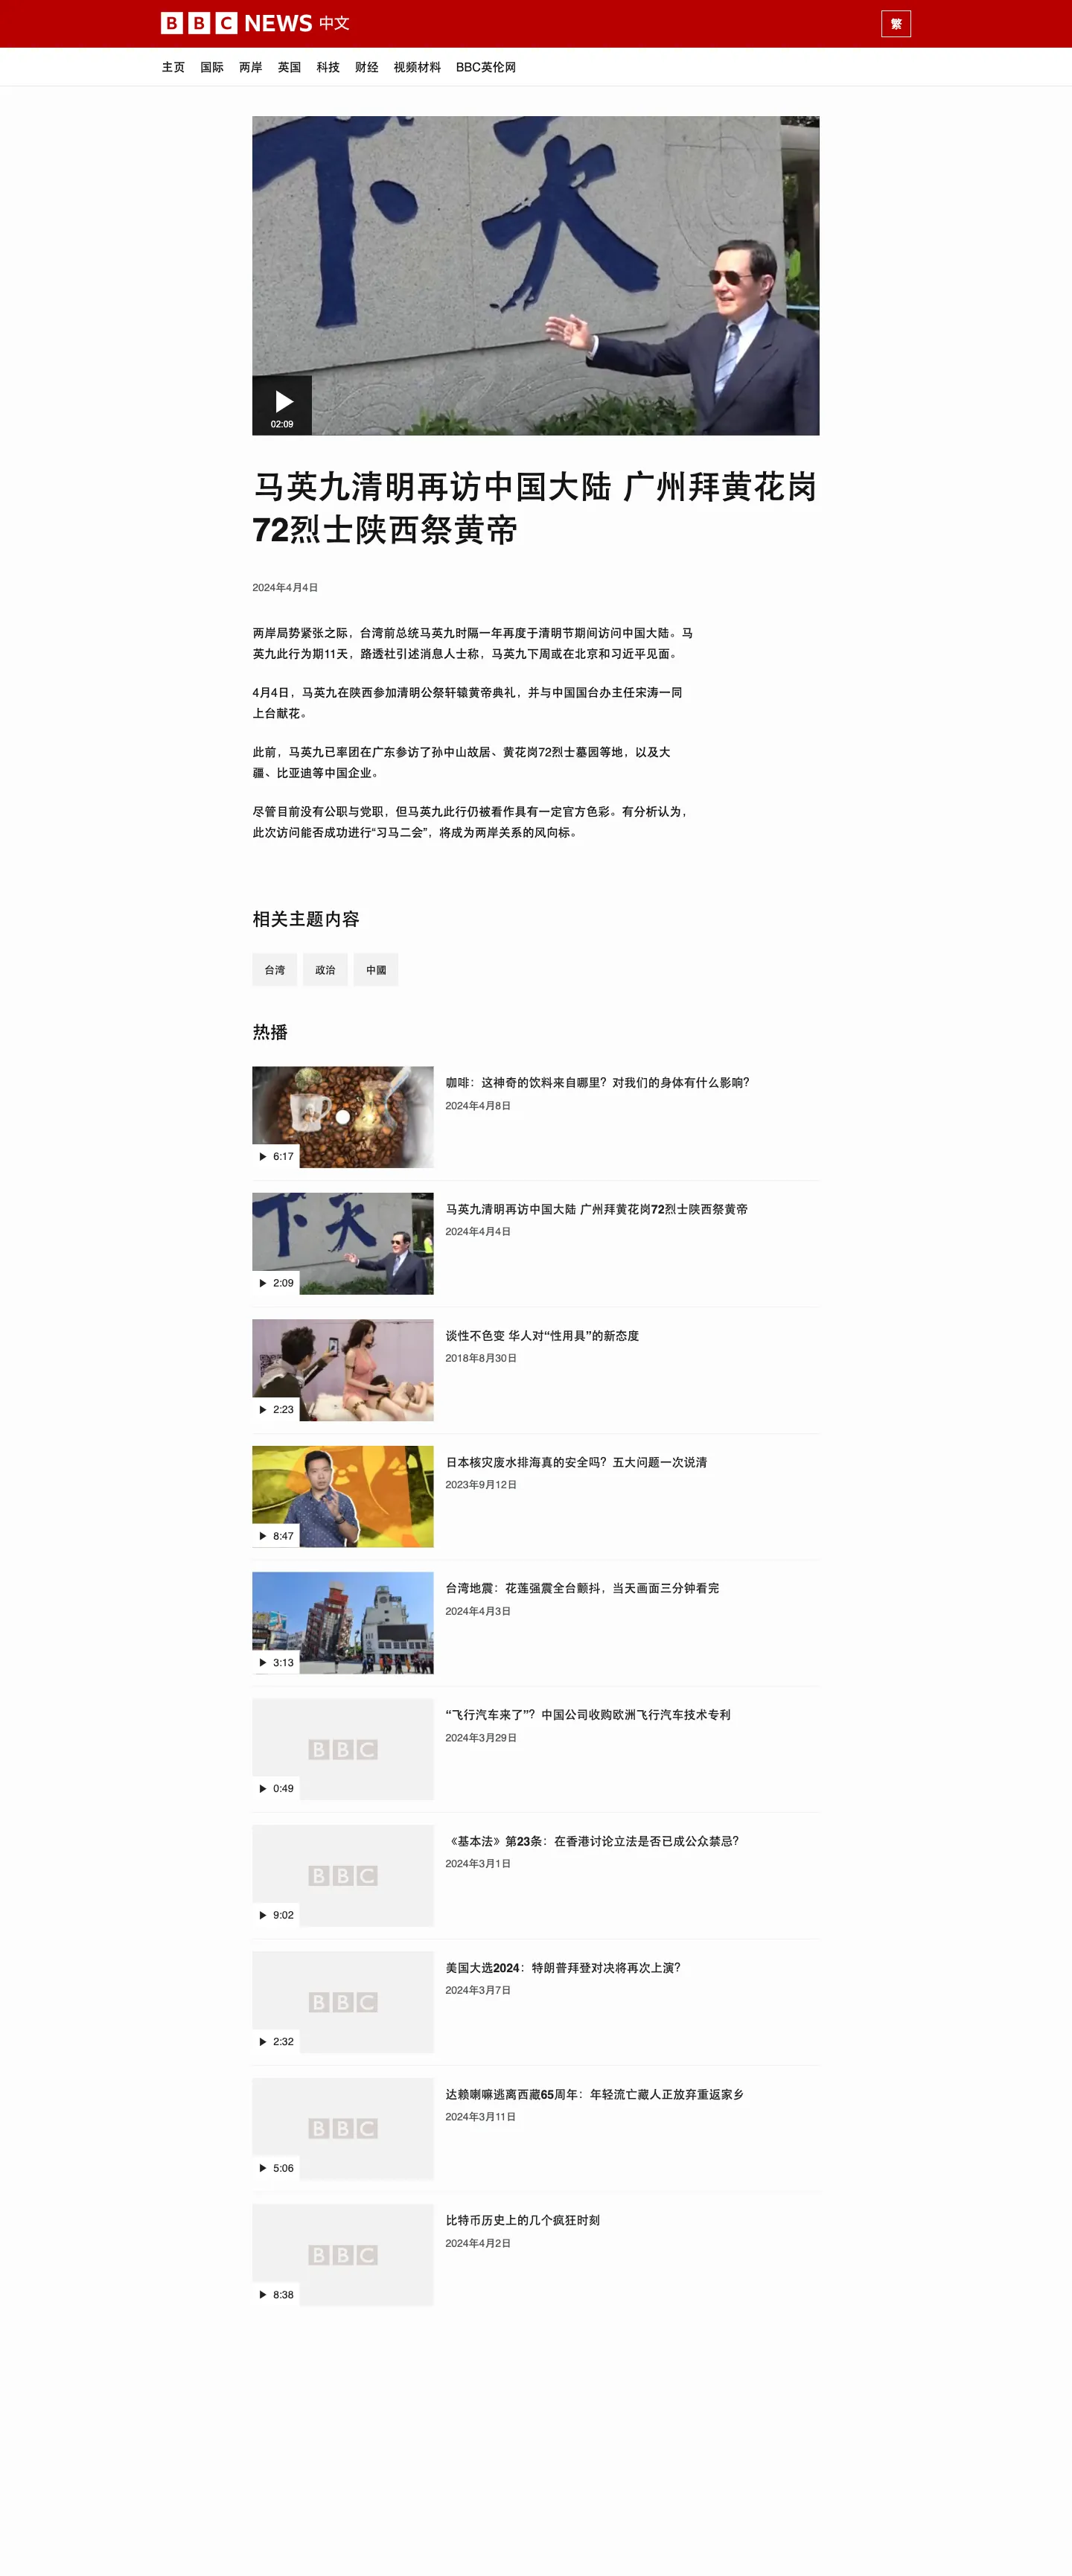 BBC NEWS 中文
繁
主页 国际 两岸 英国 科技 财经 视频材料 BBC英伦网
下 天
02:09
马英九清明再访中国大陆 广州拜黄花岗
72烈士陕西祭黄帝
2024年4月4日
两岸局势紧张之际，台湾前总统马英九时隔一年再度于清明节期间访问中国大陆。马
英九此行为期11天，路透社引述消息人士称，马英九下周或在北京和习近平见面。
4月4日，马英九在陕西参加清明公祭轩辕黄帝典礼，并与中国国台办主任宋涛一同
上台献花。
此前，马英九已率团在广东参访了孙中山故居、黄花岗72烈士墓园等地，以及大
疆、比亚迪等中国企业。
尽管目前没有公职与党职，但马英九此行仍被看作具有一定官方色彩。有分析认为，
此次访问能否成功进行“习马二会”，将成为两岸关系的风向标。
相关主题内容
台湾 政治 中國
热播
咖啡：这神奇的饮料来自哪里？对我们的身体有什么影响？
2024年4月8日
6:17
马英九清明再访中国大陆 广州拜黄花岗72烈士陕西祭黄帝
2024年4月4日
下 天
2:09
谈性不色变 华人对“性用具”的新态度
2018年8月30日
2:23
日本核灾废水排海真的安全吗？五大问题一次说清
2023年9月12日
8:47
台湾地震：花莲强震全台颤抖，当天画面三分钟看完
2024年4月3日
3:13
“飞行汽车来了”？中国公司收购欧洲飞行汽车技术专利
2024年3月29日
BBC
0:49
《基本法》第23条：在香港讨论立法是否已成公众禁忌？
2024年3月1日
BBC
9:02
美国大选2024：特朗普拜登对决将再次上演？
2024年3月7日
BBC
2:32
达赖喇嘛逃离西藏65周年：年轻流亡藏人正放弃重返家乡
2024年3月11日
BBC
5:06
比特币历史上的几个疯狂时刻
2024年4月2日
BBC
8:38